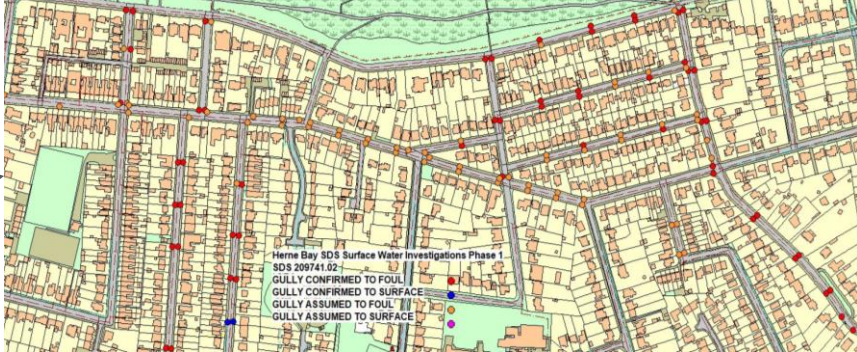 Herne Bay SDS Surface Water Investigations Phase 1
SDS 209741.02
GULLY CONFIRMED TO FOUL
GULLY CONFIRMED TO SURFACE
GULLY ASSUMED TO FOUL
GULLY ASSUMED TO SURFACE